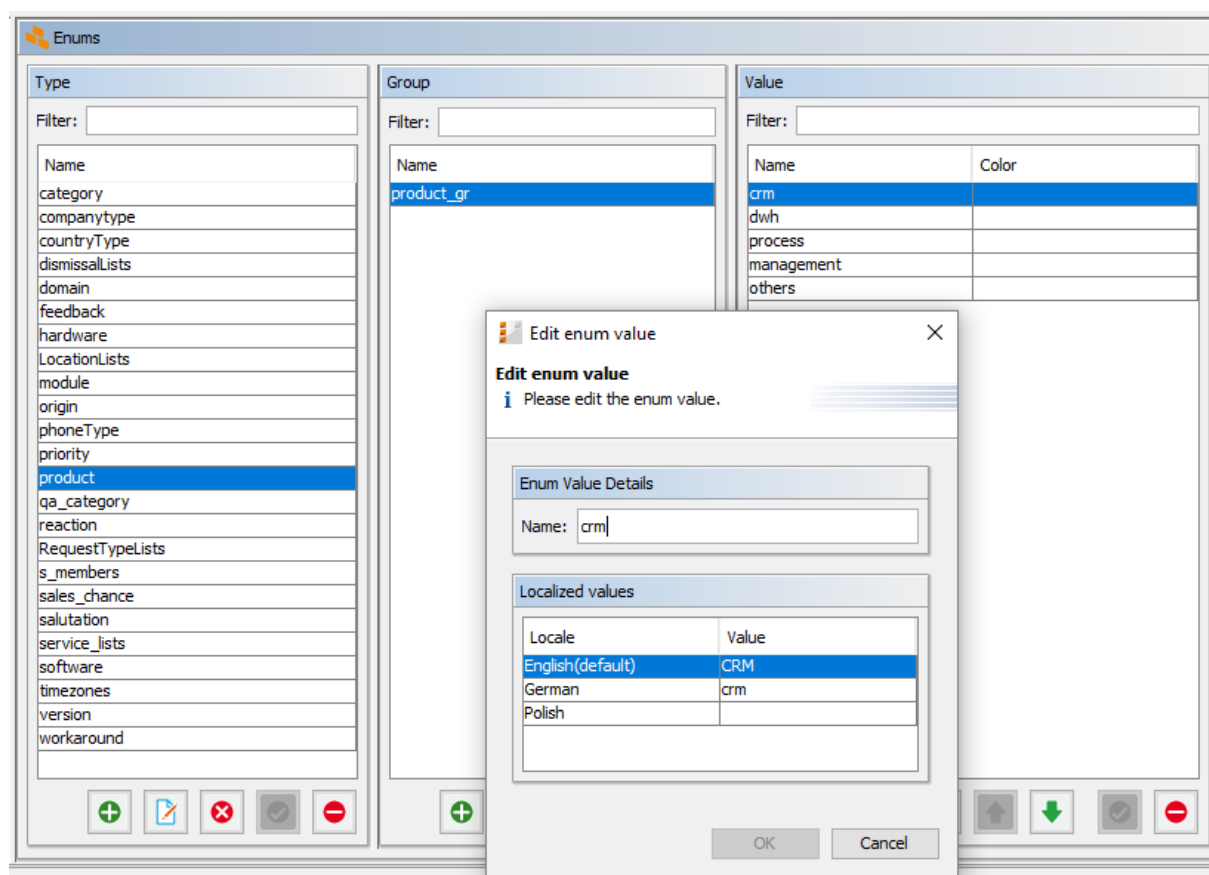 Enums
Type
Filter:
Name
category
companytype
countryType
dismissalLists
domain
feedback
hardware
LocationLists
module
origin
phoneType
priority
product
qa_category
reaction
RequestTypeLists
s_members
sales_chance
salutation
service_lists
software
timezones
version
workaround
Group
Filter:
Name
product_gr
Value
Filter:
Name Color
crm
dwh
process
management
others
Edit enum value
Edit enum value
i Please edit the enum value.
Enum Value Details
Name: crm
Localized values
Locale Value
English(default) CRM
German crm
Polish
OK Cancel